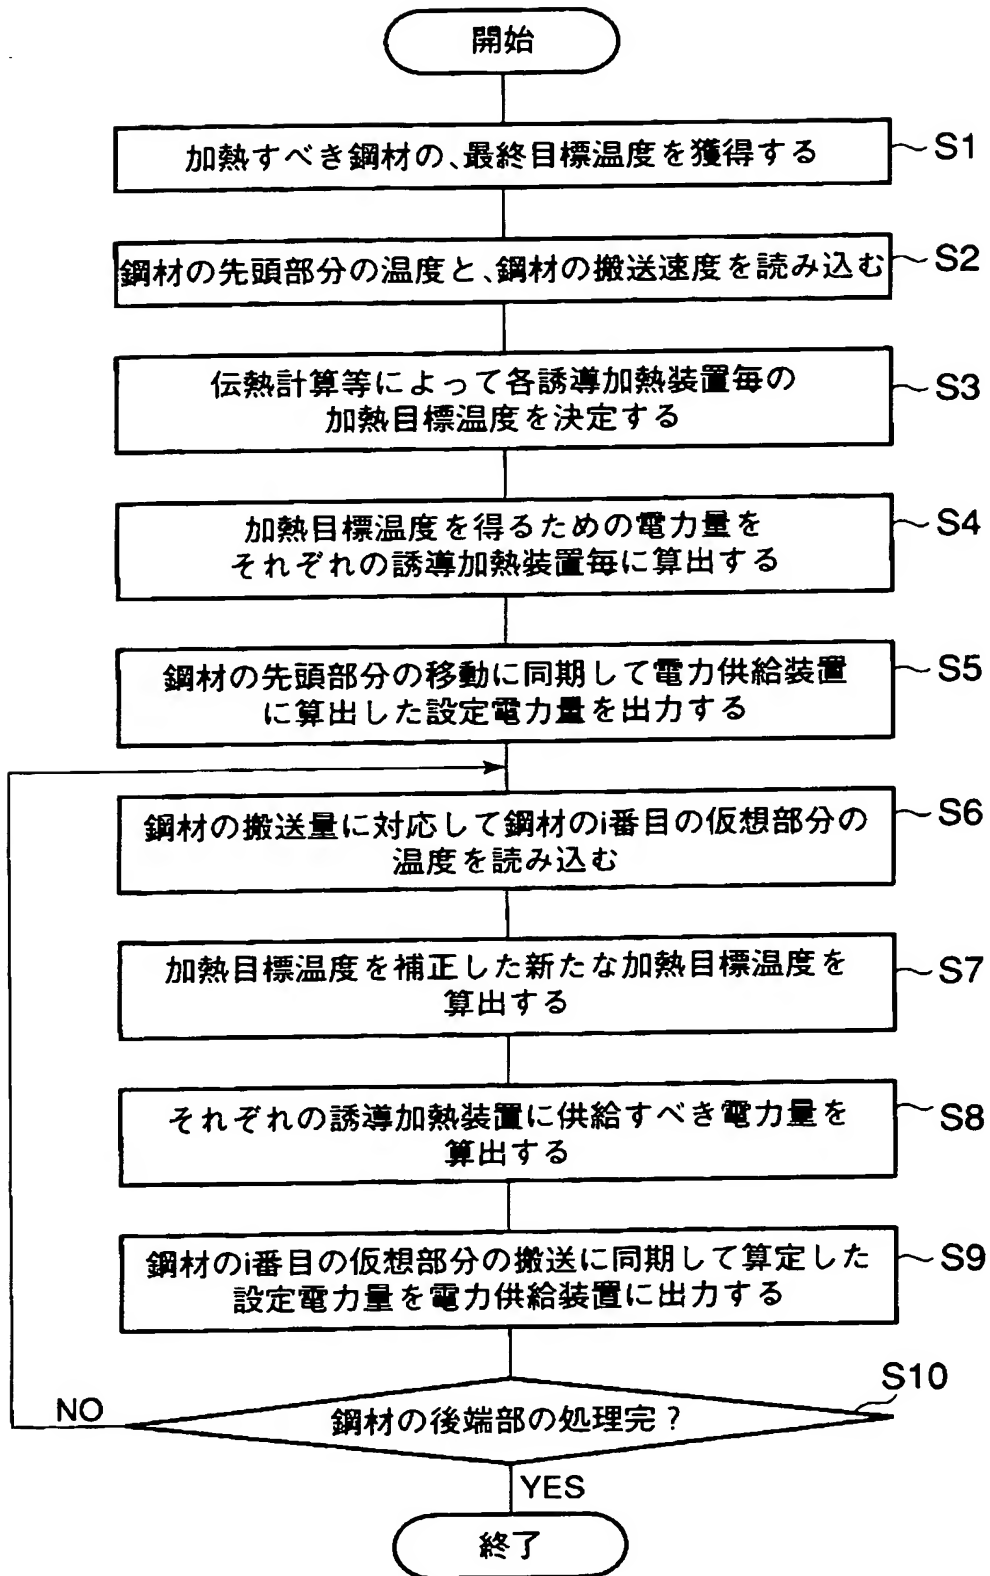 開始
加熱すべき鋼材の、最終目標温度を獲得する
S1
鋼材の先頭部分の温度と、鋼材の搬送速度を読み込む
S2
伝熱計算等によって各誘導加熱装置毎の
加熱目標温度を決定する
S3
加熱目標温度を得るための電力量を
それぞれの誘導加熱装置毎に算出する
S4
鋼材の先頭部分の移動に同期して電力供給装置
に算出した設定電力量を出力する
S5
鋼材の搬送量に対応して鋼材のi番目の仮想部分の
温度を読み込む
S6
加熱目標温度を補正した新たな加熱目標温度を
算出する
S7
それぞれの誘導加熱装置に供給すべき電力量を
算出する
S8
鋼材のi番目の仮想部分の搬送に同期して算定した
設定電力量を電力供給装置に出力する
S9
S10
NO
鋼材の後端部の処理完?
YES
終了